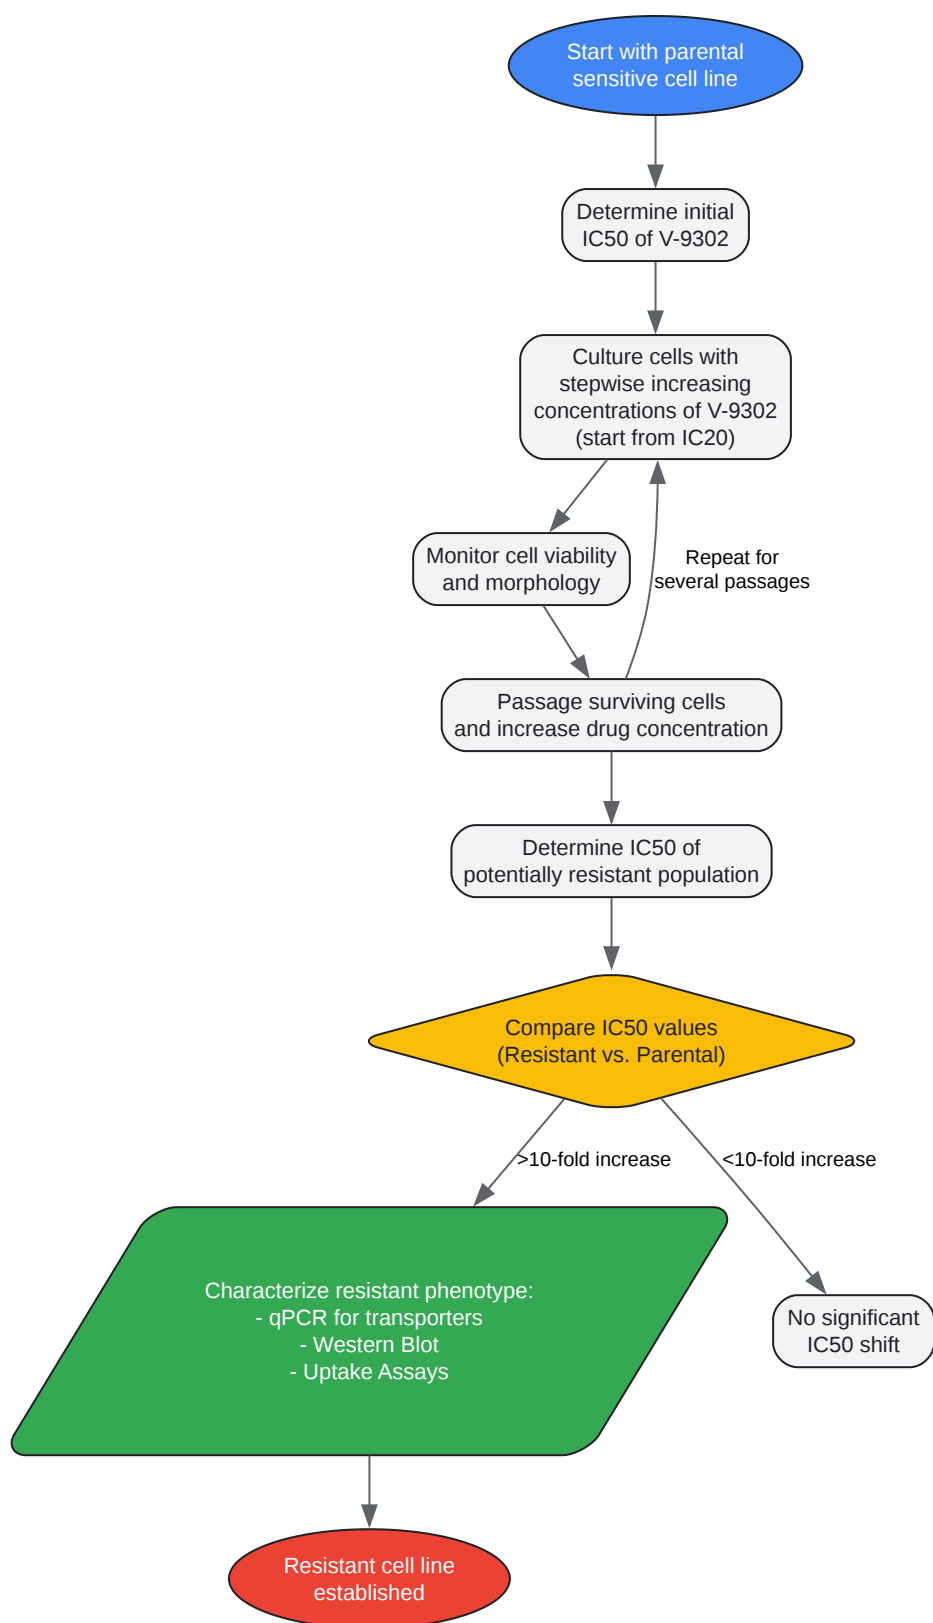 Start with parental
sensitive cell line
Determine initial
IC50 of V-9302
Culture cells with
stepwise increasing
concentrations of V-9302
(start from IC20)
Monitor cell viability
and morphology
Repeat for
several passages
Passage surviving cells
and increase drug concentration
Determine IC50 of
potentially resistant population
Compare IC50 values
(Resistant vs. Parental)
>10-fold increase
<10-fold increase
Characterize resistant phenotype:
- qPCR for transporters
- Western Blot
- Uptake Assays
No significant
IC50 shift
Resistant cell line
established